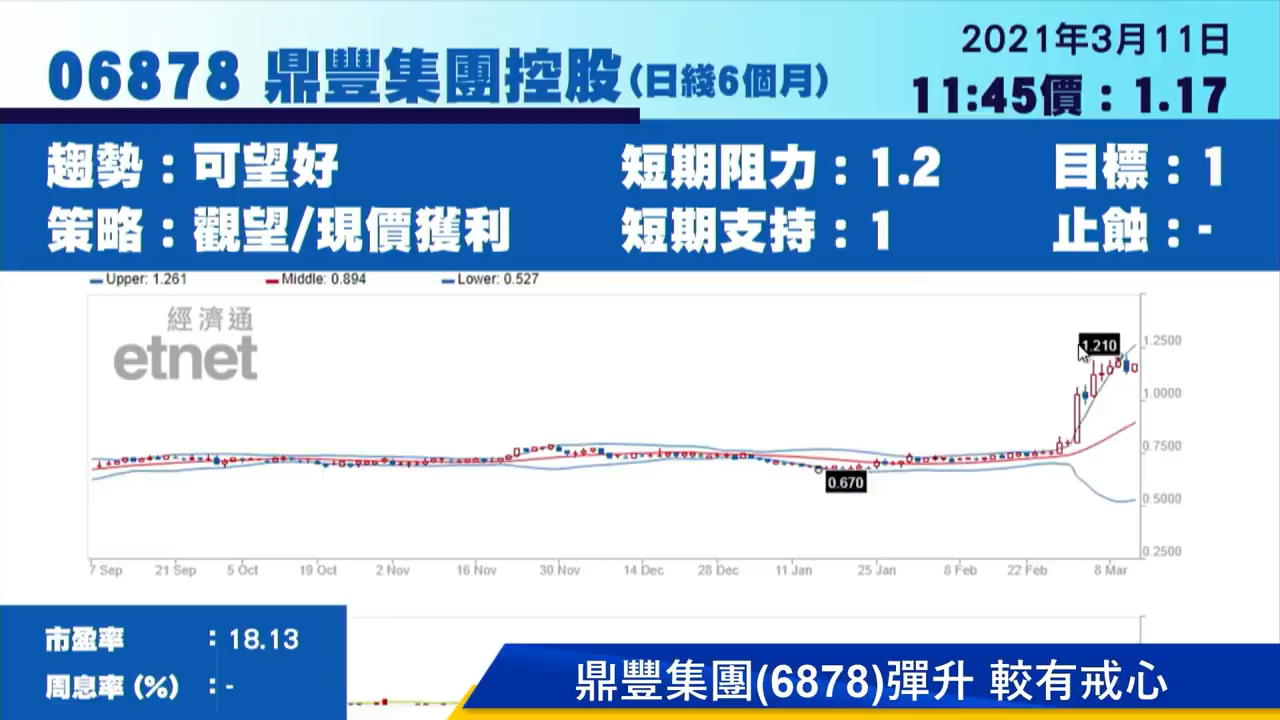 06878 鼎豐集團控股(日綫6個月)
2021年3月11日
11:45價：1.17
趨勢：可望好
短期阻力：1.2
目標：1
策略：觀望/現價獲利
短期支持：1
止蝕：-
Upper: 1.261
Middle: 0.894
Lower: 0.527
經濟通
etnet
1.210
0.670
1.2500
1.0000
0.7500
0.5000
0.2500
7 Sep 21 Sep 5 Oct 19 Oct 2 Nov 16 Nov 30 Nov 14 Dec 28 Dec 11 Jan 25 Jan 8 Feb 22 Feb 8 Mar
市盈率：18.13
周息率 (%)：-
鼎豐集團(6878)彈升 較有戒心